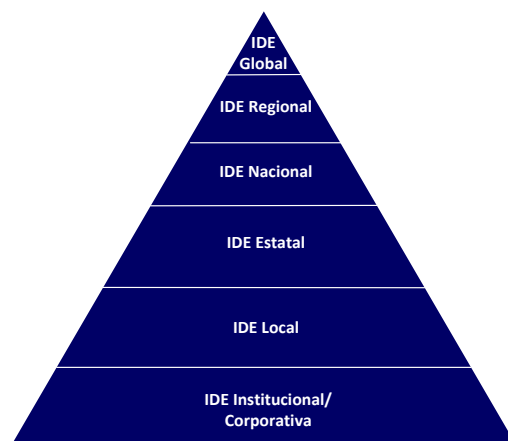 IDE
Global
IDE Regional
IDE Nacional
IDE Estatal
IDE Local
IDE Institucional/
Corporativa